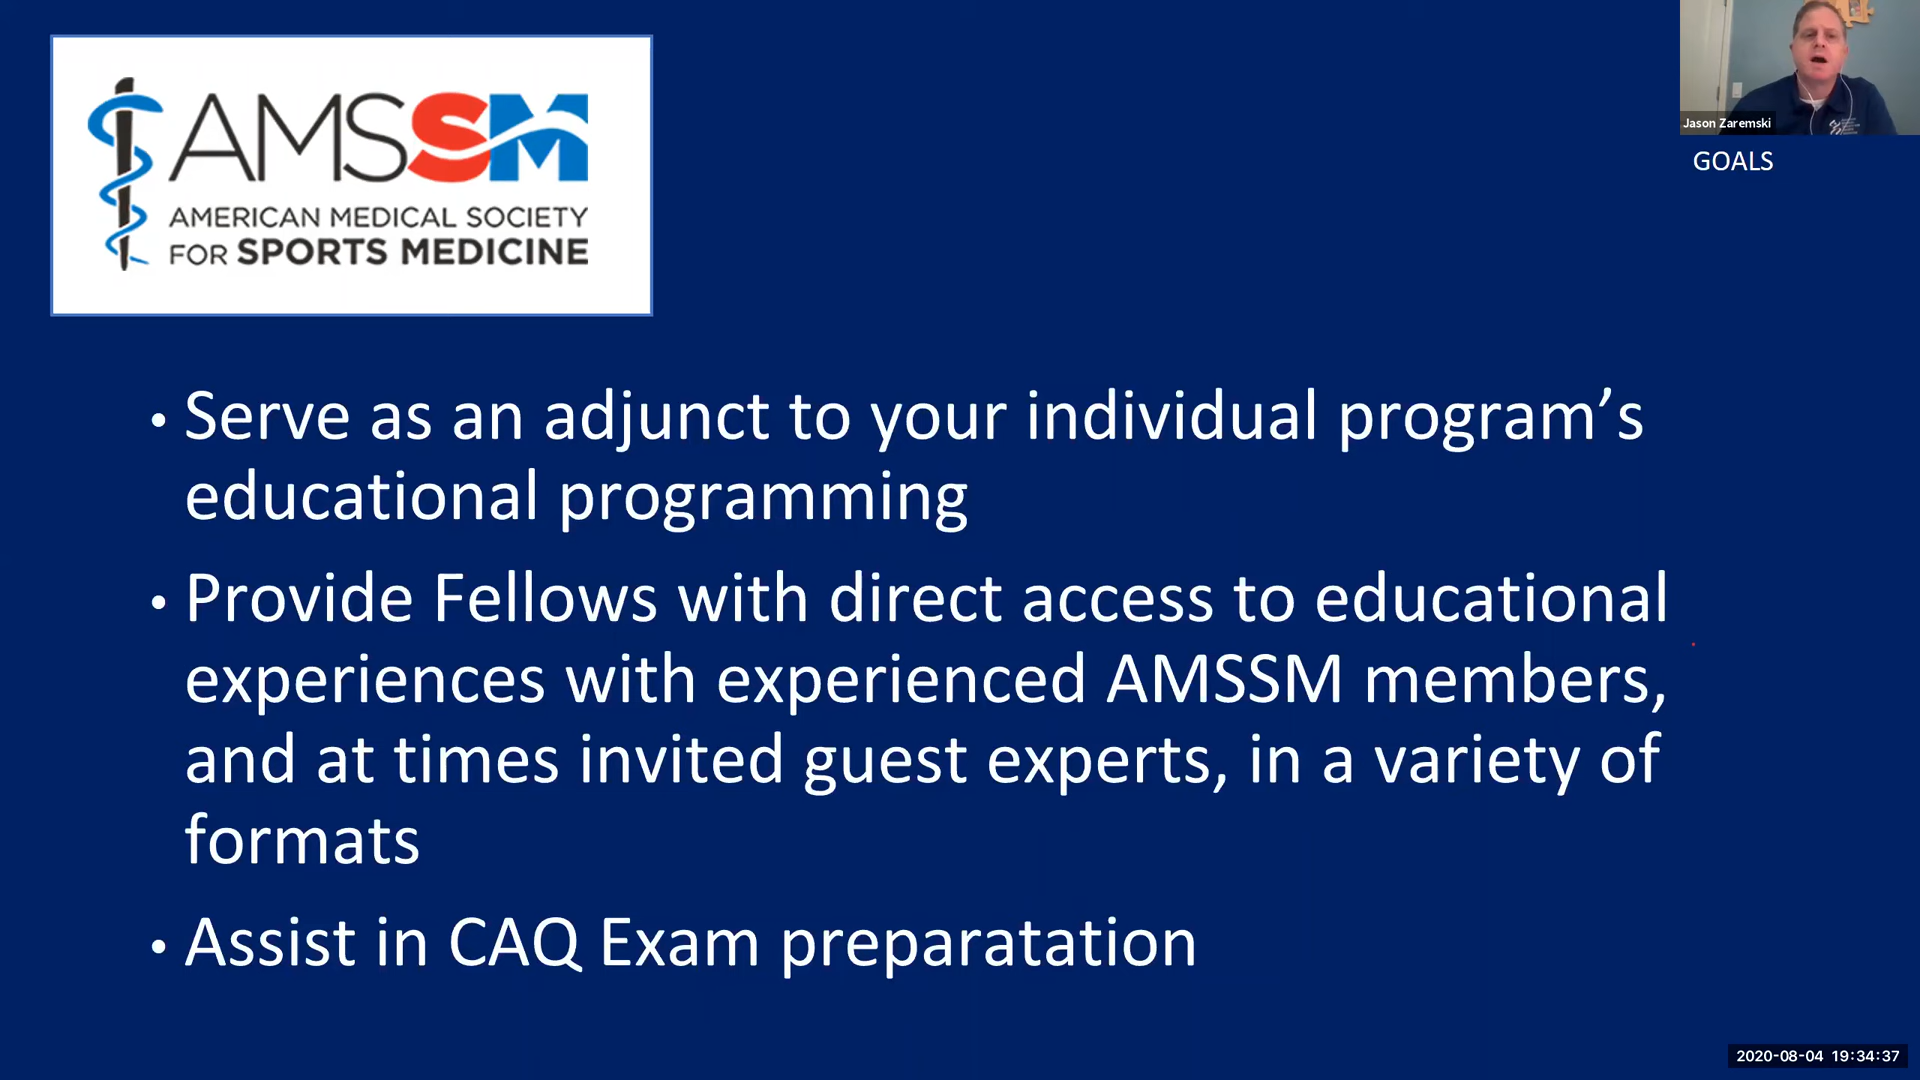 AMSSM
AMERICAN MEDICAL SOCIETY
FOR SPORTS MEDICINE
Jason Zaremski
GOALS
• Serve as an adjunct to your individual program’s
educational programming
• Provide Fellows with direct access to educational
experiences with experienced AMSSM members,
and at times invited guest experts, in a variety of
formats
• Assist in CAQ Exam preparatation
2020-08-04 19:34:37